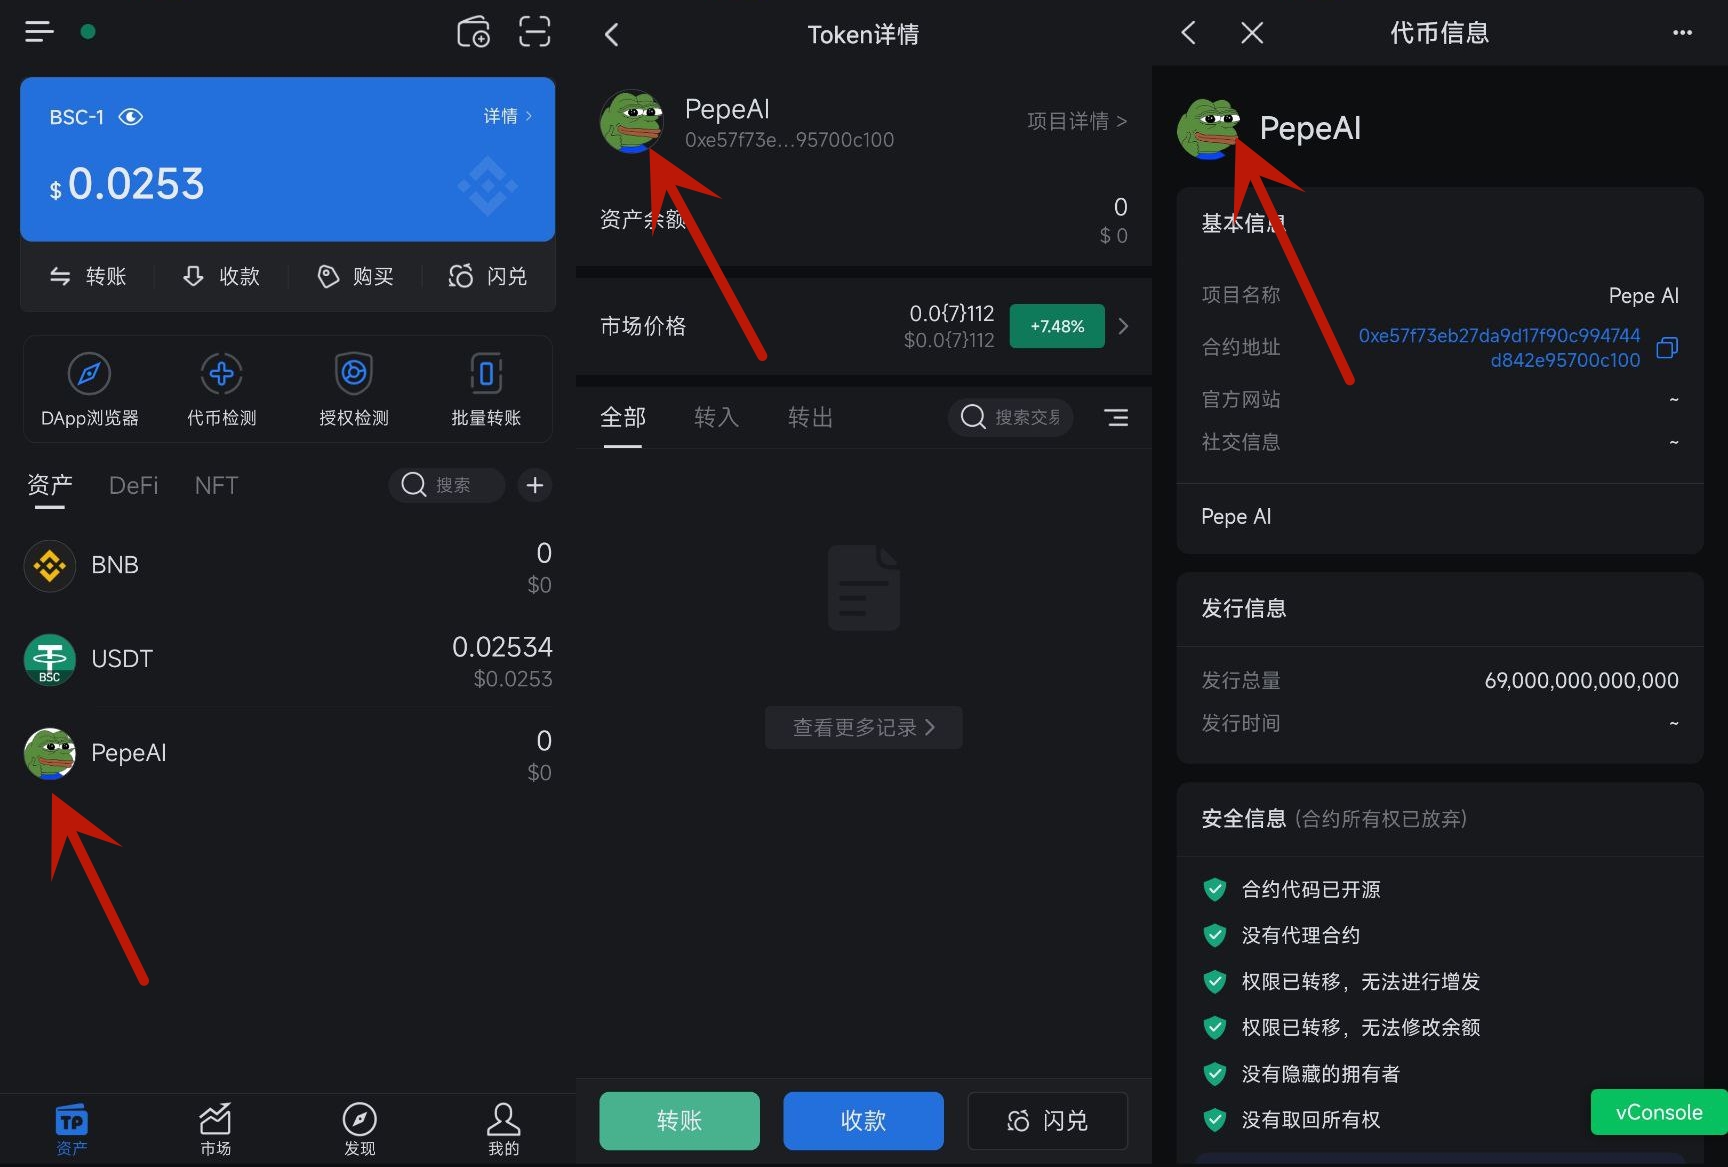 BSC-1
详情 >
$ 0.0253
转账
收款
购买
闪兑
DApp浏览器
代币检测
授权检测
批量转账
资产
DeFi
NFT
搜索
BNB
0
$0
BSC
USDT
0.02534
$0.0253
PepeAI
0
$0
TP
资产
市场
发现
我的
Token详情
PepeAI
0xe57f73e...95700c100
项目详情 >
资产余额
0
$ 0
市场价格
0.0{7}112
$0.0{7}112
+7.48%
全部
转入
转出
搜索交易
查看更多记录 >
转账
收款
闪兑
代币信息
PepeAI
基本信息
项目名称
Pepe AI
合约地址
0xe57f73eb27da9d17f90c994744
d842e95700c100
官方网站
~
社交信息
~
Pepe AI
发行信息
发行总量
69,000,000,000,000
发行时间
~
安全信息 (合约所有权已放弃)
合约代码已开源
没有代理合约
权限已转移，无法进行增发
权限已转移，无法修改余额
没有隐藏的拥有者
没有取回所有权
vConsole